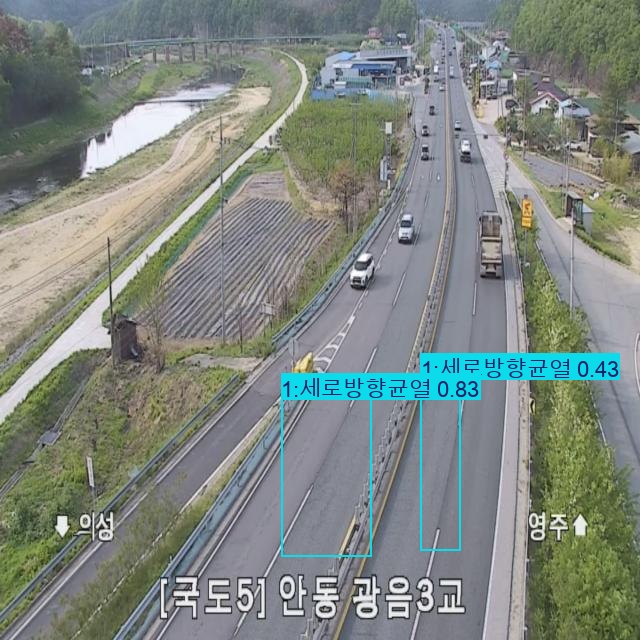 1:세로방향균열 0.43
1:세로방향균열 0.83
⬇ 의성
영주⬆
[국도5] 안동 광음3교